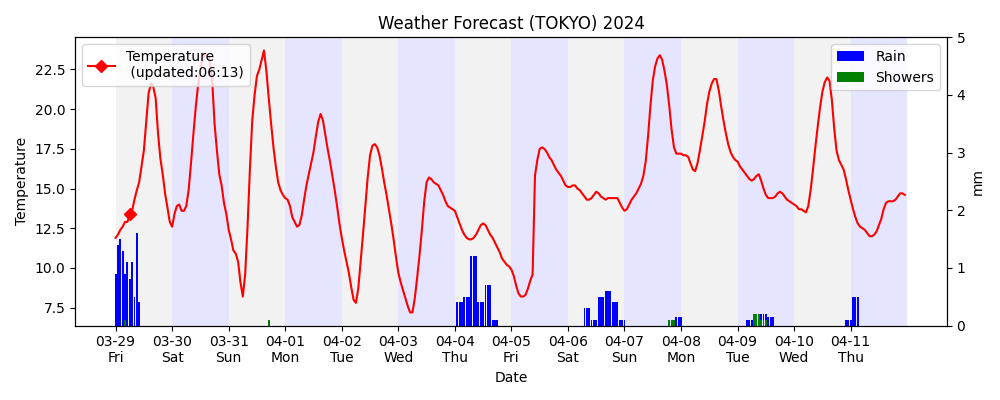 Weather Forecast (TOKYO) 2024
Temperature
(updated:06:13)
Rain
Showers
Temperature
22.5
20.0
17.5
15.0
12.5
10.0
7.5
5
4
3
2
1
0
mm
03-29 03-30 03-31 04-01 04-02 04-03 04-04 04-05 04-06 04-07 04-08 04-09 04-10 04-11
Fri Sat Sun Mon Tue Wed Thu Fri Sat Sun Mon Tue Wed Thu
Date